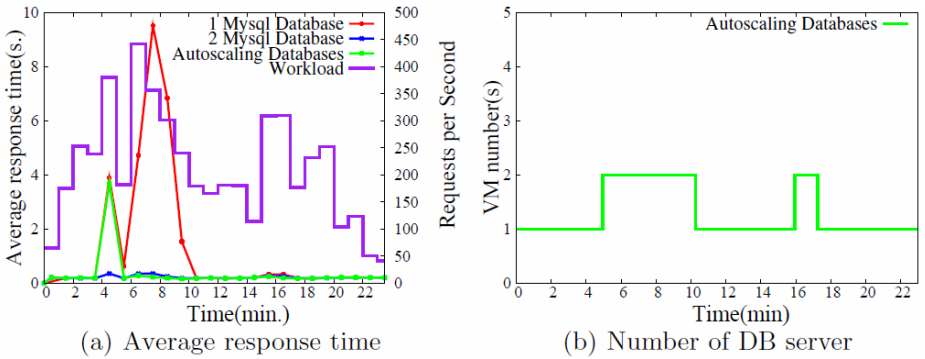 10
8
6
4
2
0
Average response time(s.)
1 Mysql Database
2 Mysql Database
Autoscaling Databases
Workload
500
450
400
350
300
250
200
150
100
50
0
Requests per Second
0 2 4 6 8 10 12 14 16 18 20 22
Time(min.)
(a) Average response time
5
4
3
2
1
0
VM number(s)
Autoscaling Databases
0 2 4 6 8 10 12 14 16 18 20 22
Time(min)
(b) Number of DB server